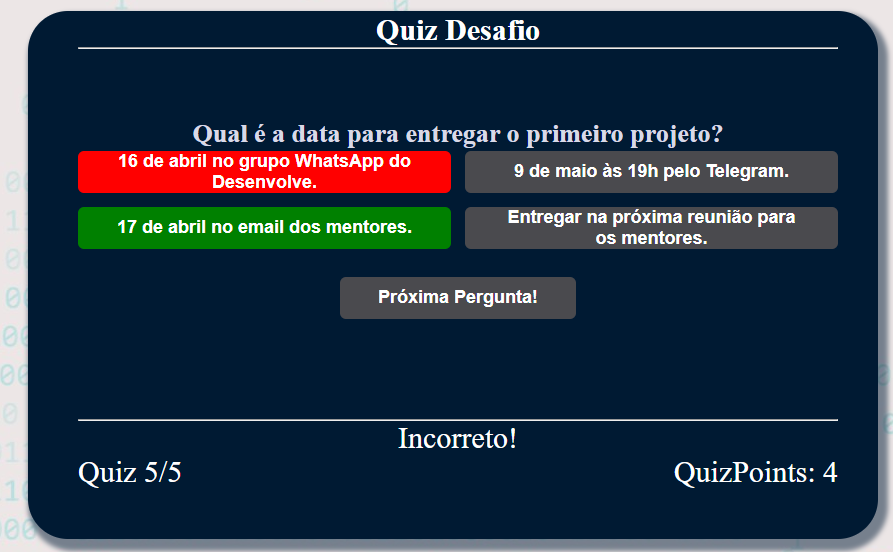 Quiz Desafio
Qual é a data para entregar o primeiro projeto?
16 de abril no grupo WhatsApp do
Desenvolve.
9 de maio às 19h pelo Telegram.
17 de abril no email dos mentores.
Entregar na próxima reunião para
os mentores.
Próxima Pergunta!
Incorreto!
Quiz 5/5
QuizPoints: 4